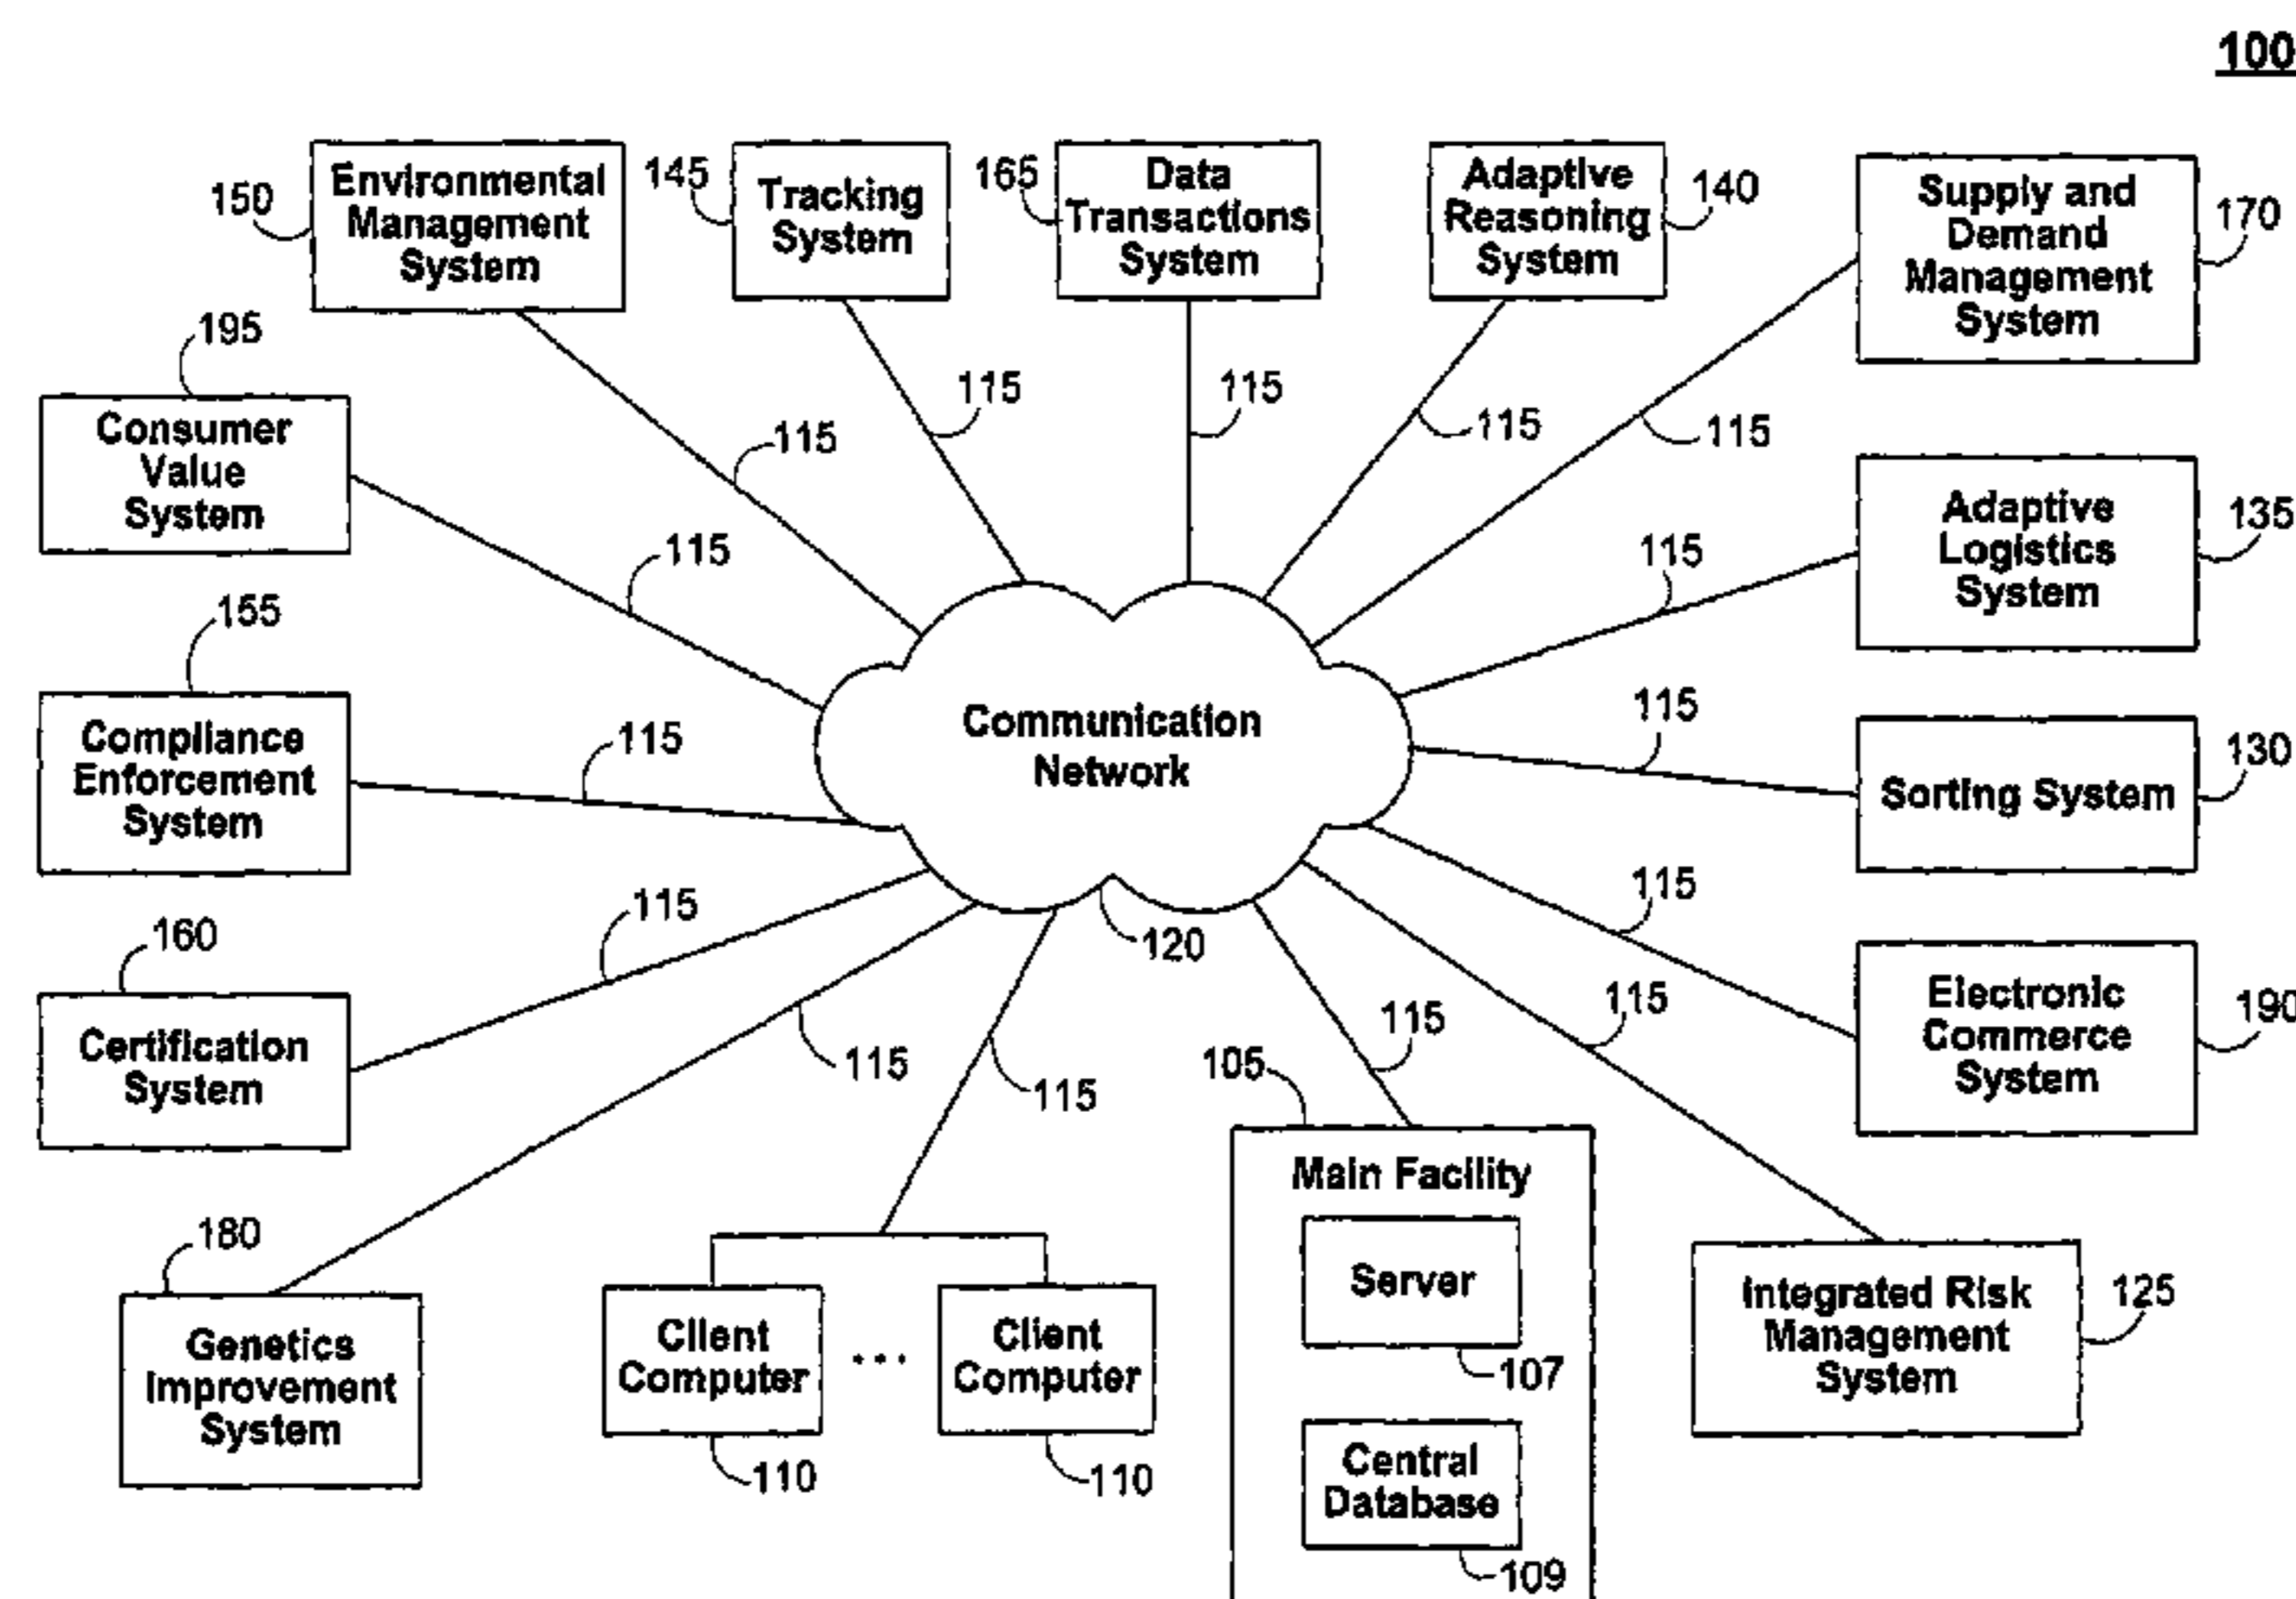 100
150
Environmental
Management
System
145
Tracking
System
165
Data
Transactions
System
Adaptive
Reasoning
System
140
Supply and
Demand
Management
System
170
195
Consumer
Value
System
115
115
115
115
115
115
Adaptive
Logistics
System
135
115
155
Compliance
Enforcement
System
115
Communication
Network
120
115
Sorting System
130
160
Certification
System
115
115
Electronic
Commerce
System
190
180
Genetics
Improvement
System
115
115
Client
Computer
110
...
Client
Computer
110
115
105
Main Facility
Server
107
Central
Database
109
115
Integrated Risk
Management
System
125